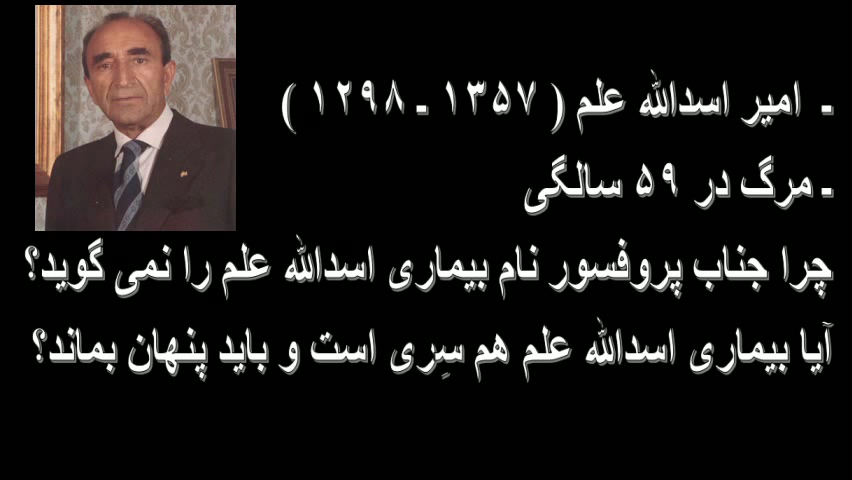 ـ امیر اسدالله علم ( ۱۳۵۷ ـ ۱۲۹۸ )
ـ مرگ در ۵۹ سالگی
چرا جناب پروفسور نام بیماری اسدالله علم را نمی گوید؟
آیا بیماری اسدالله علم هم سِری است و باید پنهان بماند؟